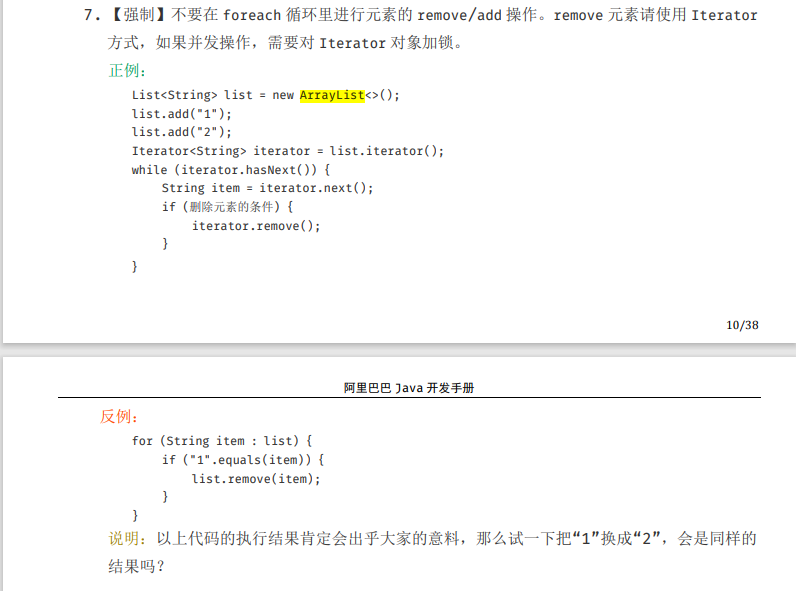 7. 【强制】不要在 foreach 循环里进行元素的 remove/add 操作。remove 元素请使用 Iterator
方式，如果并发操作，需要对 Iterator 对象加锁。
正例：
List<String> list = new ArrayList<>();
list.add("1");
list.add("2");
Iterator<String> iterator = list.iterator();
while (iterator.hasNext()) {
String item = iterator.next();
if (删除元素的条件) {
iterator.remove();
}
}
10/38
阿里巴巴 Java 开发手册
反例：
for (String item : list) {
if ("1".equals(item)) {
list.remove(item);
}
}
说明：以上代码的执行结果肯定会出乎大家的意料，那么试一下把“1”换成“2”，会是同样的
结果吗？